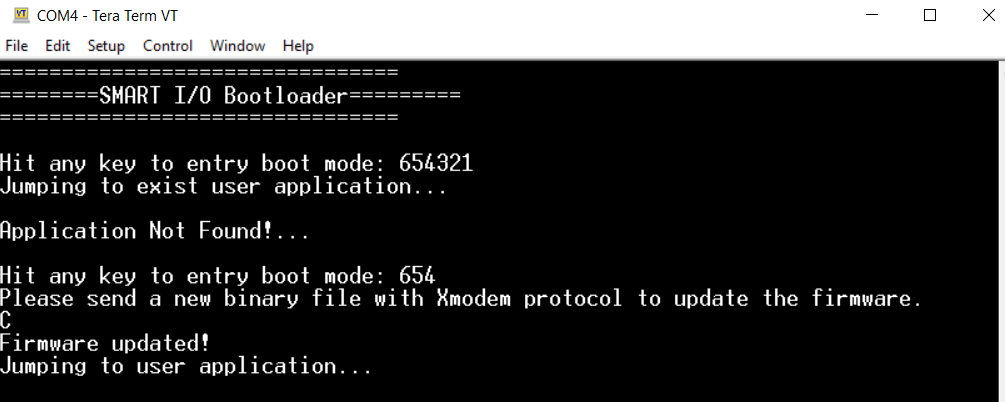 VT COM4 - Tera Term VT
File Edit Setup Control Window Help
================================
========SMART I/O Bootloader=========
================================
Hit any key to entry boot mode: 654321
Jumping to exist user application...
Application Not Found!...
Hit any key to entry boot mode: 654
Please send a new binary file with Xmodem protocol to update the firmware.
C
Firmware updated!
Jumping to user application...